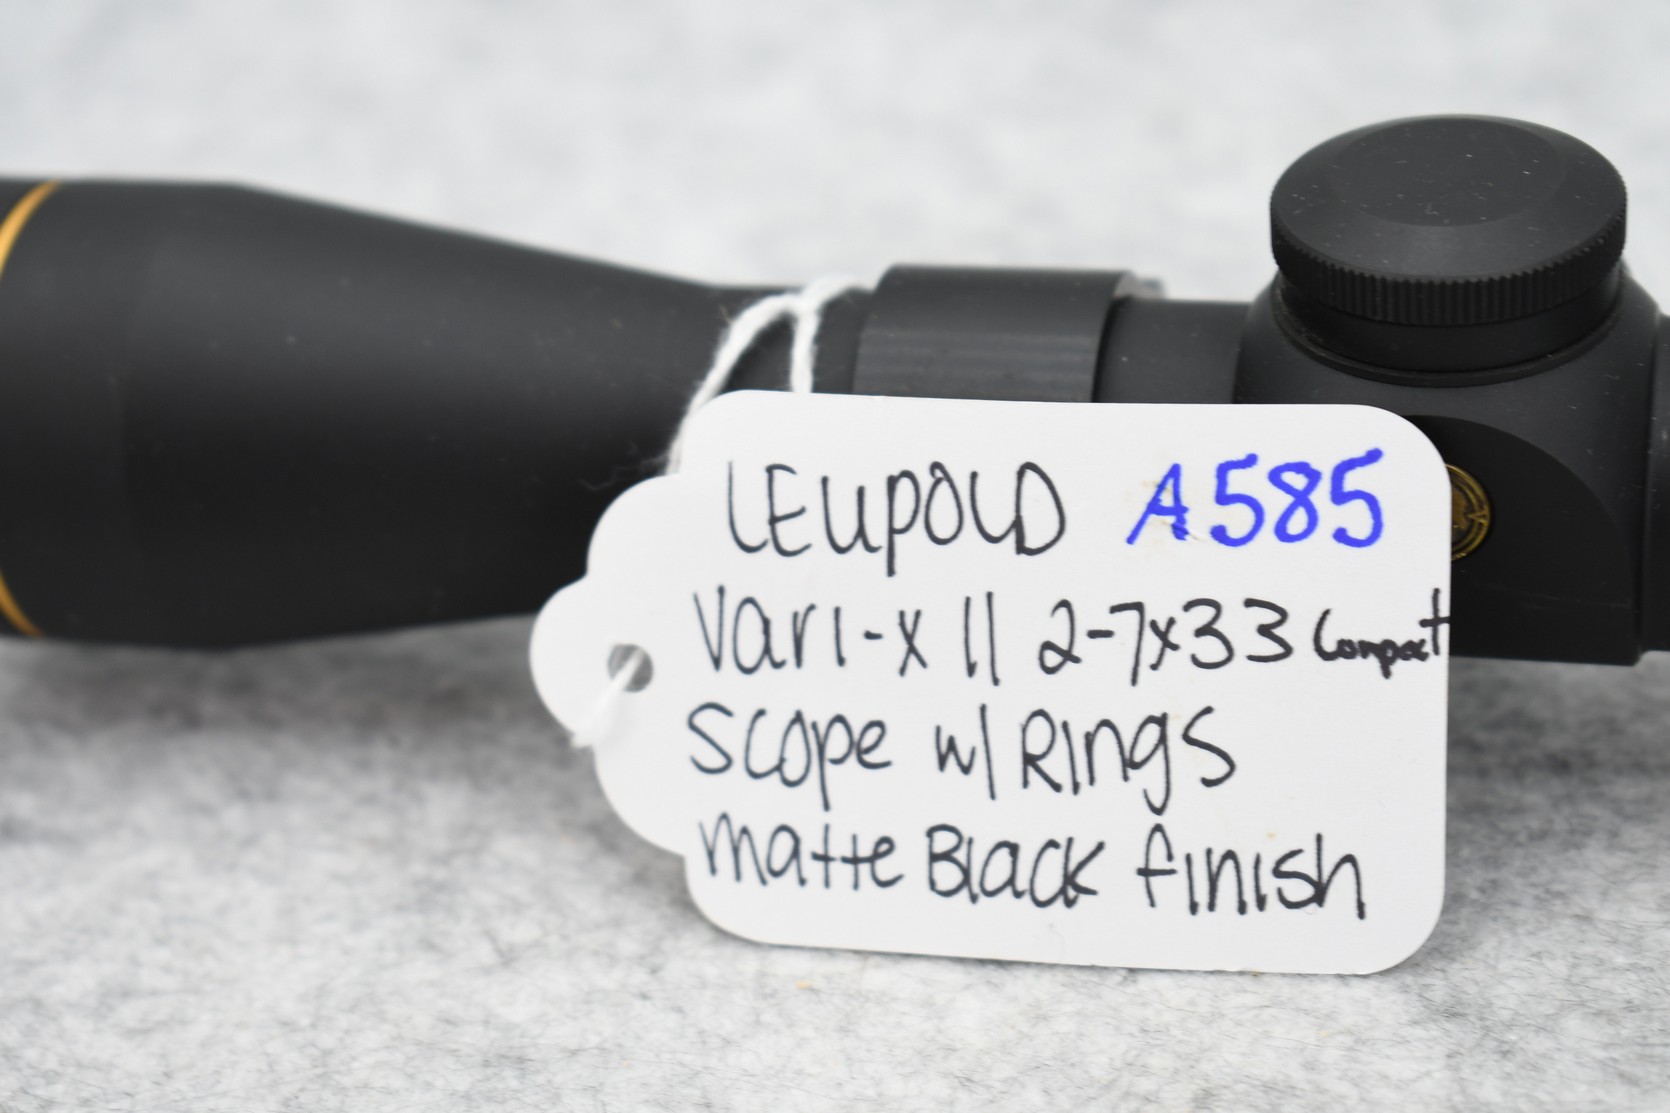 LEUPOLD A585
Vari-x II 2-7x33 Compact
Scope w/ Rings
Matte Black finish